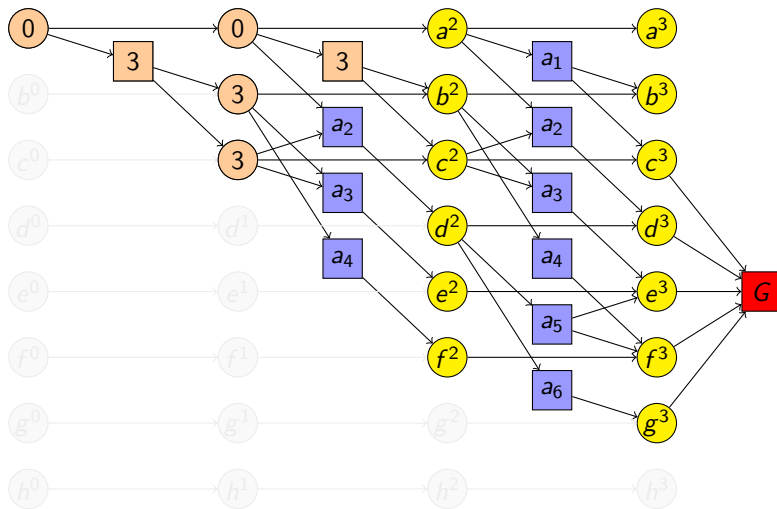 0 0 a² a³
3 3 a₁
b⁰ 3 b² b³
a₂ a₂
c⁰ 3 c² c³
a₃ a₃
d⁰ d¹ d² d³
a₄ a₄
e⁰ e¹ e² e³ G
a₅
f⁰ f¹ f² f³
a₆
g⁰ g¹ g² g³
h⁰ h¹ h² h³